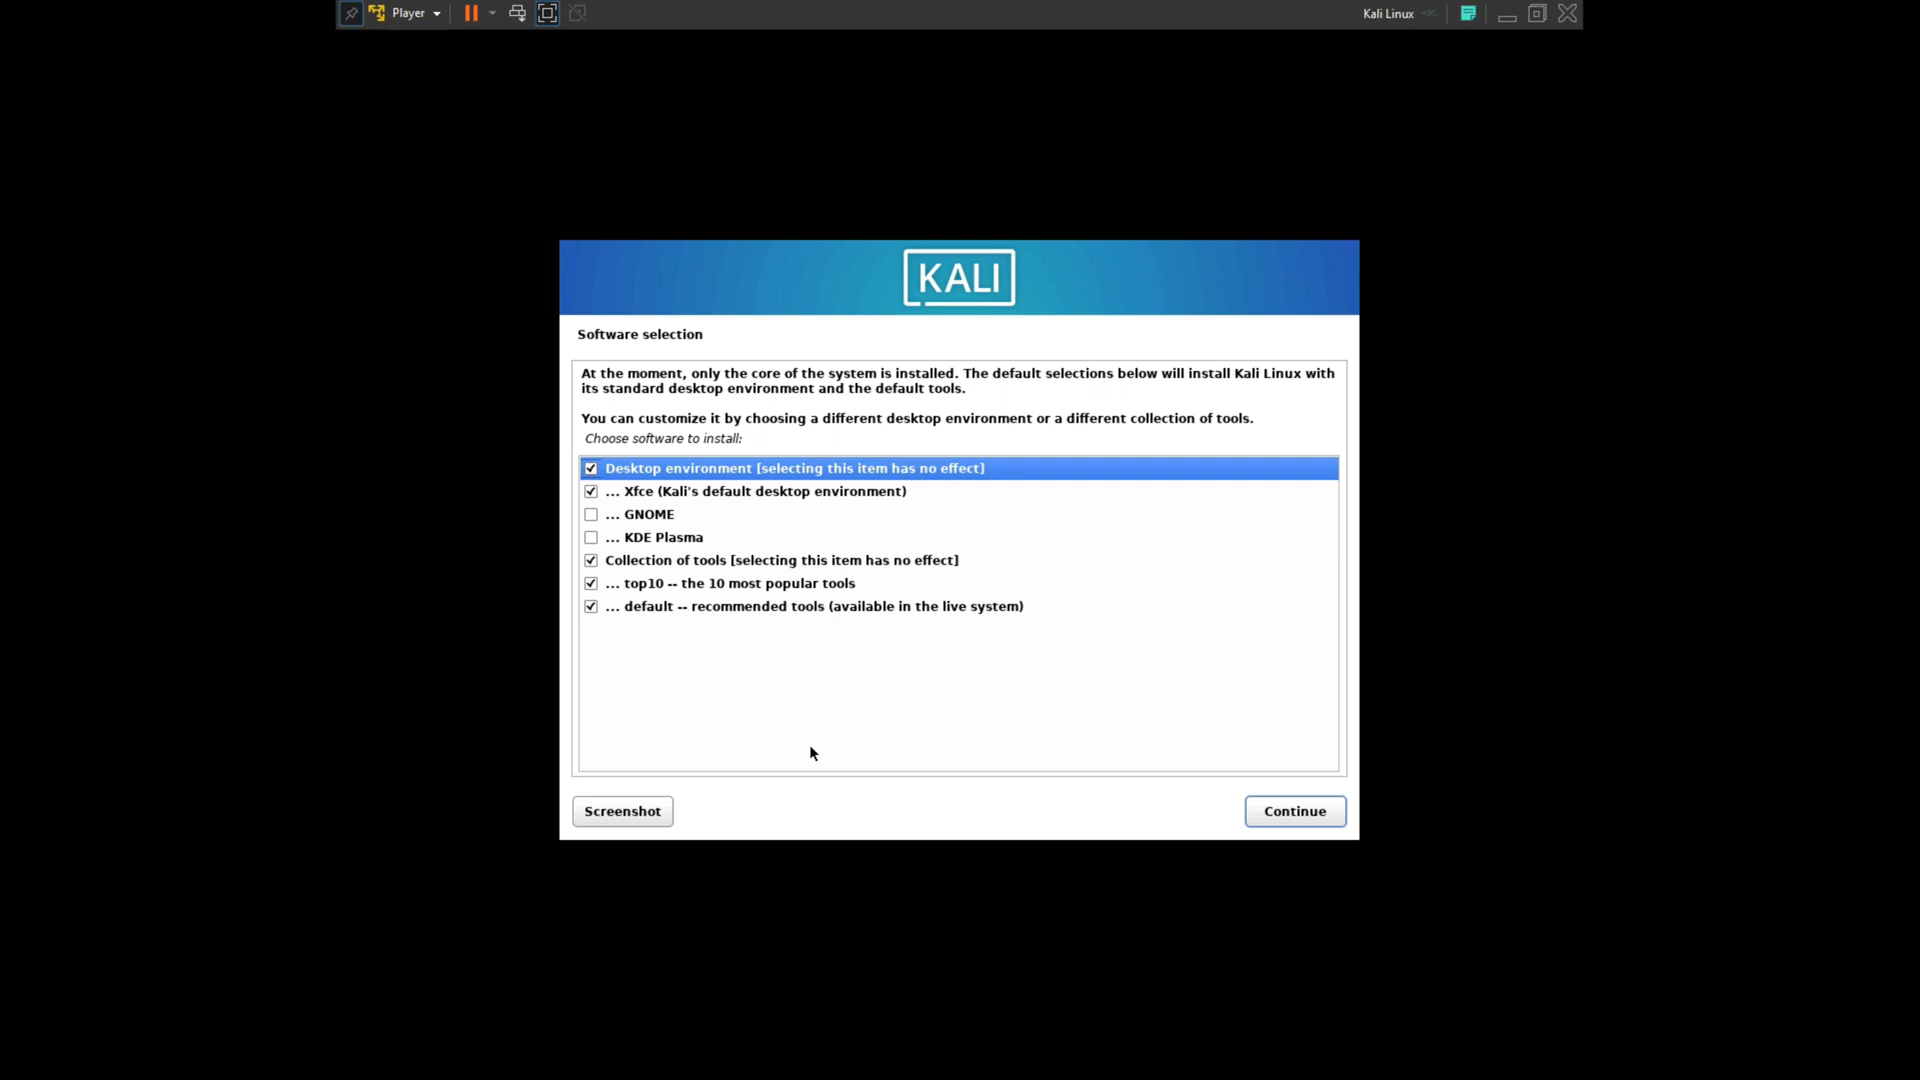 Player
Kali Linux
KALI
Software selection
At the moment, only the core of the system is installed. The default selections below will install Kali Linux with
its standard desktop environment and the default tools.
You can customize it by choosing a different desktop environment or a different collection of tools.
Choose software to install:
Desktop environment [selecting this item has no effect]
... Xfce (Kali's default desktop environment)
... GNOME
... KDE Plasma
Collection of tools [selecting this item has no effect]
... top10 -- the 10 most popular tools
... default -- recommended tools (available in the live system)
Screenshot
Continue